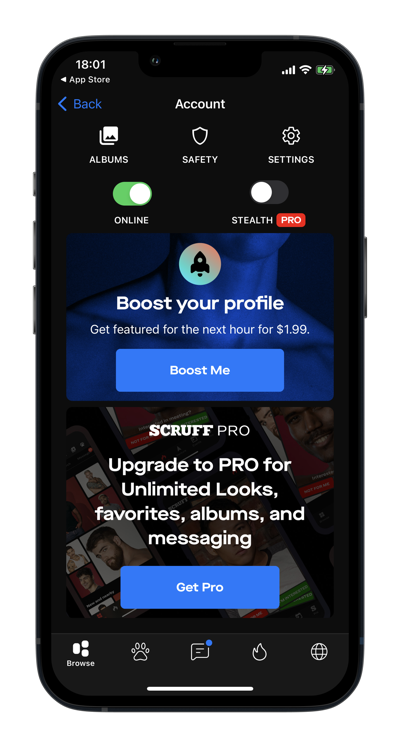 18:01
◀ App Store
Back
Account
ALBUMS
SAFETY
SETTINGS
ONLINE
STEALTH PRO
Boost your profile
Get featured for the next hour for $1.99.
Boost Me
SCRUFF PRO
Upgrade to PRO for
Unlimited Looks,
favorites, albums, and
messaging
Get Pro
Browse